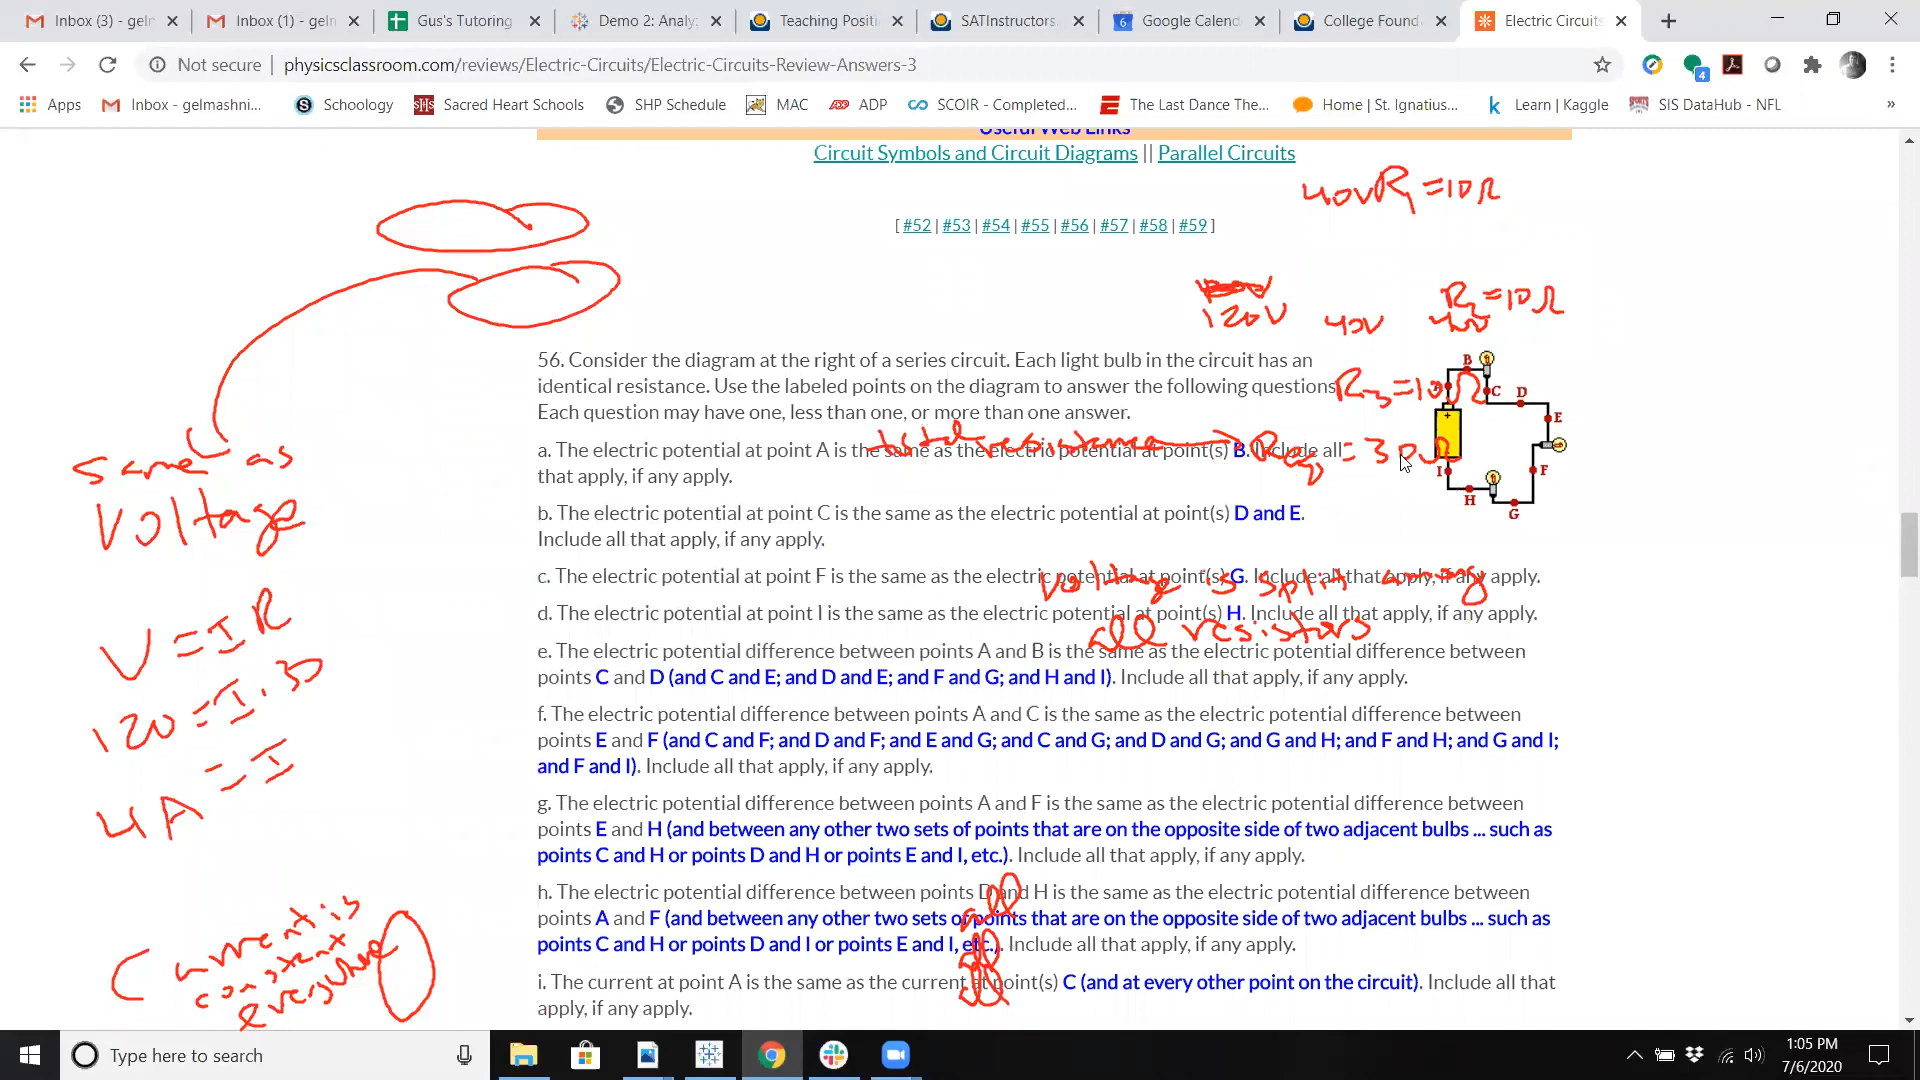 Inbox (3) - geln
Inbox (1) - geln
Gus's Tutoring
Demo 2: Analy
Teaching Positi
SATInstructors.
Google Calend
College Found
Electric Circuits
Not secure | physicsclassroom.com/reviews/Electric-Circuits/Electric-Circuits-Review-Answers-3
4
Apps
Inbox - gelmashni...
Schoology
Sacred Heart Schools
SHP Schedule
MAC
ADP
SCOIR - Completed...
The Last Dance The...
Home | St. Ignatius...
Learn | Kaggle
SIS DataHub - NFL
»
Useful Web Links
Circuit Symbols and Circuit Diagrams || Parallel Circuits
40V R1 = 10Ω
[ #52 | #53 | #54 | #55 | #56 | #57 | #58 | #59 ]
R2 = 10Ω
120V 40V 40V
56. Consider the diagram at the right of a series circuit. Each light bulb in the circuit has an
identical resistance. Use the labeled points on the diagram to answer the following questions.
Each question may have one, less than one, or more than one answer.
R3 = 10Ω
B
C
D
E
F
G
H
I
+
a. The electric potential at point A is the same as the electric potential at point(s) B. Include all
that apply, if any apply.
total resistance Req = 30Ω
b. The electric potential at point C is the same as the electric potential at point(s) D and E.
Include all that apply, if any apply.
c. The electric potential at point F is the same as the electric potential at point(s) G. Include all that apply, if any apply.
voltage is split among
d. The electric potential at point I is the same as the electric potential at point(s) H. Include all that apply, if any apply.
all resistors
e. The electric potential difference between points A and B is the same as the electric potential difference between
points C and D (and C and E; and D and E; and F and G; and H and I). Include all that apply, if any apply.
f. The electric potential difference between points A and C is the same as the electric potential difference between
points E and F (and C and F; and D and F; and E and G; and C and G; and D and G; and G and H; and F and H; and G and I;
and F and I). Include all that apply, if any apply.
g. The electric potential difference between points A and F is the same as the electric potential difference between
points E and H (and between any other two sets of points that are on the opposite side of two adjacent bulbs ... such as
points C and H or points D and H or points E and I, etc.). Include all that apply, if any apply.
h. The electric potential difference between points D and H is the same as the electric potential difference between
points A and F (and between any other two sets of points that are on the opposite side of two adjacent bulbs ... such as
points C and H or points D and I or points E and I, etc.). Include all that apply, if any apply.
i. The current at point A is the same as the current at point(s) C (and at every other point on the circuit). Include all that
apply, if any apply.
all
all
all
same as
voltage
V = IR
120 = I · 30
4A = I
Current is
constant
everywhere
Type here to search
1:05 PM
7/6/2020